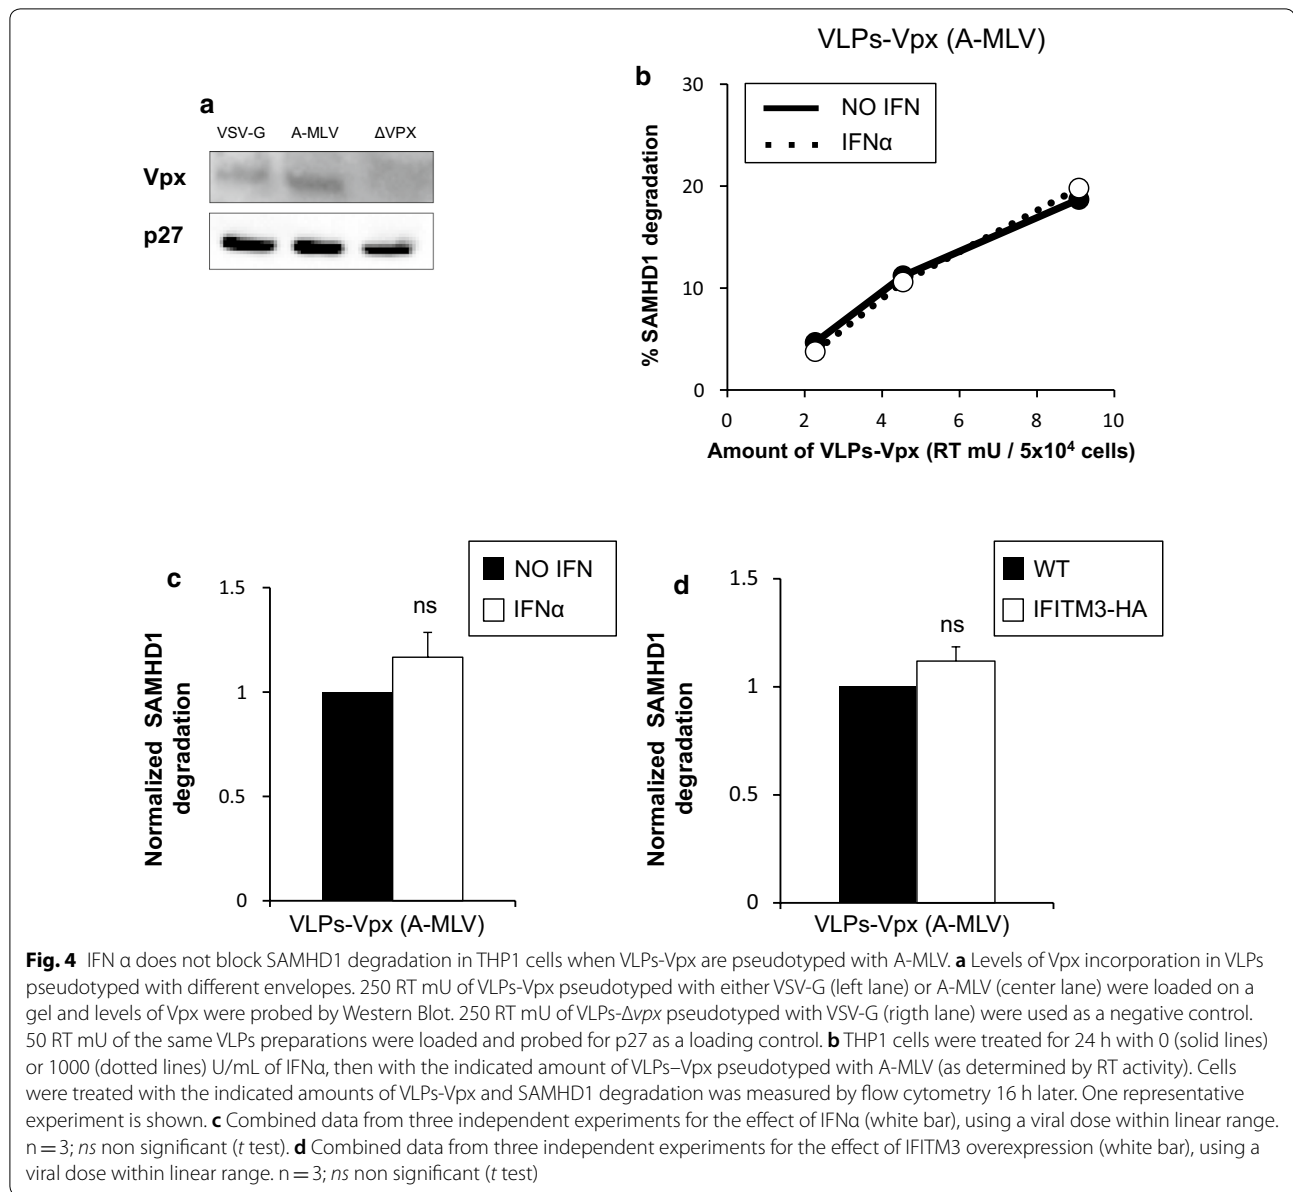 a
VSV-G A-MLV ΔVPX
Vpx
p27
VLPs-Vpx (A-MLV)
b
NO IFN
IFNα
% SAMHD1 degradation
30
20
10
0
0 2 4 6 8 10
Amount of VLPs-Vpx (RT mU / 5x10⁴ cells)
c
NO IFN
IFNα
ns
Normalized SAMHD1
degradation
1.5
1
0.5
0
VLPs-Vpx (A-MLV)
d
WT
IFITM3-HA
ns
Normalized SAMHD1
degradation
1.5
1
0.5
0
VLPs-Vpx (A-MLV)
Fig. 4 IFN α does not block SAMHD1 degradation in THP1 cells when VLPs-Vpx are pseudotyped with A-MLV. a Levels of Vpx incorporation in VLPs
pseudotyped with different envelopes. 250 RT mU of VLPs-Vpx pseudotyped with either VSV-G (left lane) or A-MLV (center lane) were loaded on a
gel and levels of Vpx were probed by Western Blot. 250 RT mU of VLPs-Δvpx pseudotyped with VSV-G (rigth lane) were used as a negative control.
50 RT mU of the same VLPs preparations were loaded and probed for p27 as a loading control. b THP1 cells were treated for 24 h with 0 (solid lines)
or 1000 (dotted lines) U/mL of IFNα, then with the indicated amount of VLPs–Vpx pseudotyped with A-MLV (as determined by RT activity). Cells
were treated with the indicated amounts of VLPs-Vpx and SAMHD1 degradation was measured by flow cytometry 16 h later. One representative
experiment is shown. c Combined data from three independent experiments for the effect of IFNα (white bar), using a viral dose within linear range.
n = 3; ns non significant (t test). d Combined data from three independent experiments for the effect of IFITM3 overexpression (white bar), using a
viral dose within linear range. n = 3; ns non significant (t test)